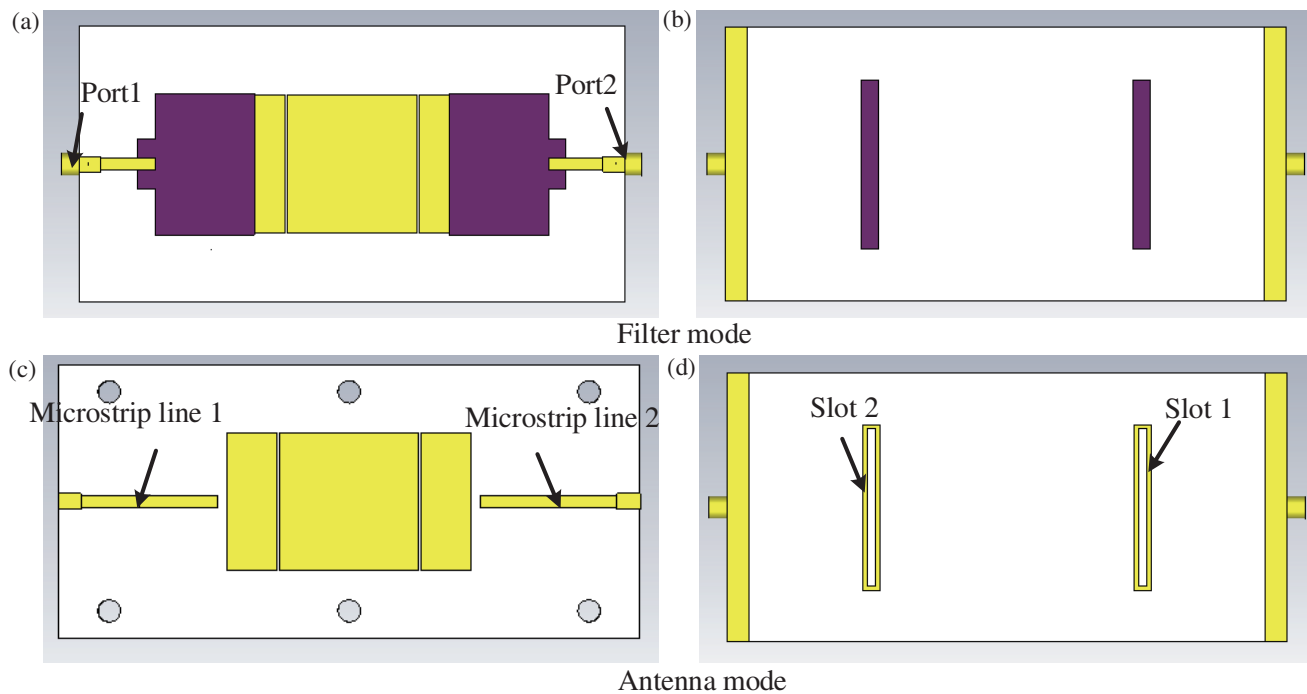 (a)
(b)
Port1
Port2
Filter mode
(c)
(d)
Microstrip line 1
Microstrip line 2
Slot 2
Slot 1
Antenna mode